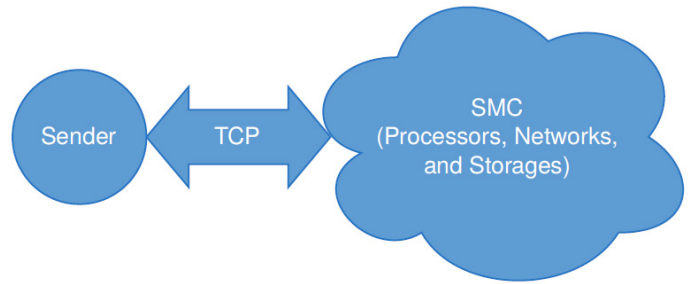 Sender
TCP
SMC
(Processors, Networks,
and Storages)